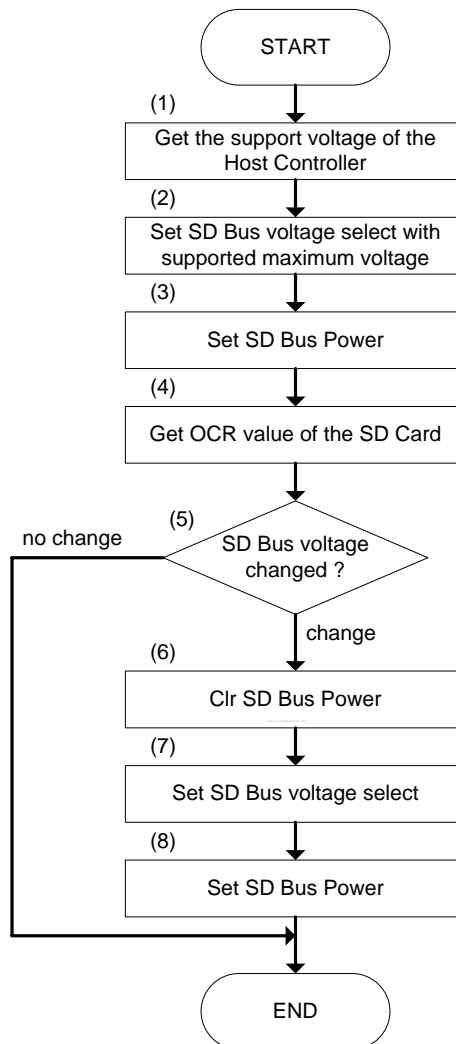 START
(1)
Get the support voltage of the
Host Controller
(2)
Set SD Bus voltage select with
supported maximum voltage
(3)
Set SD Bus Power
(4)
Get OCR value of the SD Card
(5)
no change
SD Bus voltage
changed ?
change
(6)
Clr SD Bus Power
(7)
Set SD Bus voltage select
(8)
Set SD Bus Power
END